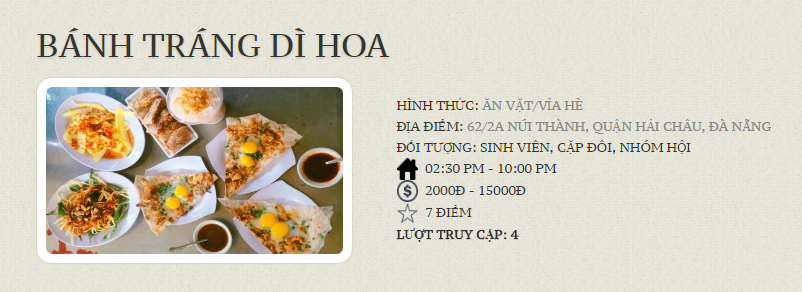 BÁNH TRÁNG DÌ HOA
HÌNH THỨC: ĂN VẶT/VỈA HÈ
ĐỊA ĐIỂM: 62/2A NÚI THÀNH, QUẬN HẢI CHÂU, ĐÀ NẴNG
ĐỐI TƯỢNG: SINH VIÊN, CẶP ĐÔI, NHÓM HỘI
02:30 PM - 10:00 PM
2000Đ - 15000Đ
7 ĐIỂM
LƯỢT TRUY CẬP: 4